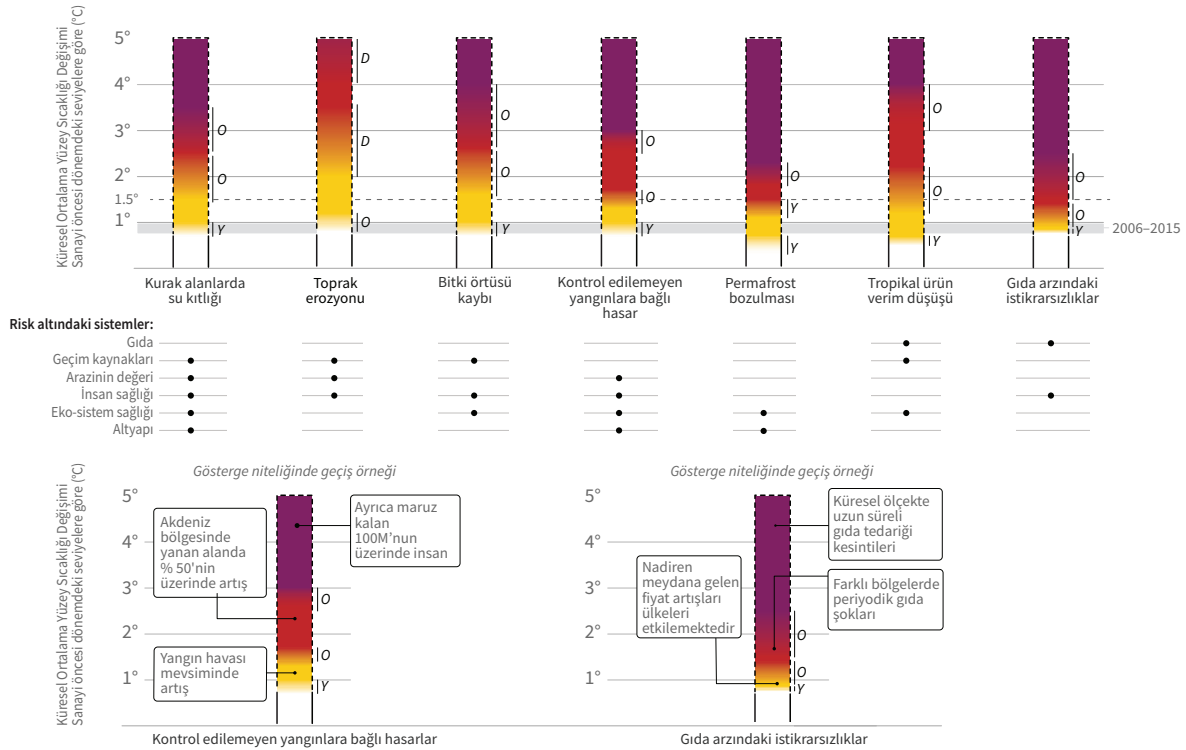 Küresel Ortalama Yüzey Sıcaklığı Değişimi
Sanayi öncesi dönemdeki seviyelere göre (°C)
5°
4°
3°
2°
1.5°
1°
O
O
Y
D
D
O
O
O
Y
O
O
Y
O
Y
Y
O
O
Y
O
O
Y
2006–2015
Kurak alanlarda
su kıtlığı
Toprak
erozyonu
Bitki örtüsü
kaybı
Kontrol edilemeyen
yangınlara bağlı
hasar
Permafrost
bozulması
Tropikal ürün
verim düşüşü
Gıda arzındaki
istikrarsızlıklar
Risk altındaki sistemler:
Gıda
Geçim kaynakları
Arazinin değeri
İnsan sağlığı
Eko-sistem sağlığı
Altyapı
Küresel Ortalama Yüzey Sıcaklığı Değişimi
Sanayi öncesi dönemdeki seviyelere göre (°C)
Gösterge niteliğinde geçiş örneği
5°
4°
3°
2°
1°
Akdeniz
bölgesinde
yanan alanda
% 50'nin
üzerinde artış
Ayrıca maruz
kalan
100M'nun
üzerinde insan
Yangın havası
mevsiminde
artış
O
O
Y
Kontrol edilemeyen yangınlara bağlı hasarlar
Gösterge niteliğinde geçiş örneği
5°
4°
3°
2°
1°
Küresel ölçekte
uzun süreli
gıda tedariği
kesintileri
Nadiren
meydana gelen
fiyat artışları
ülkeleri
etkilemektedir
Farklı bölgelerde
periyodik gıda
şokları
O
O
Y
Gıda arzındaki istikrarsızlıklar